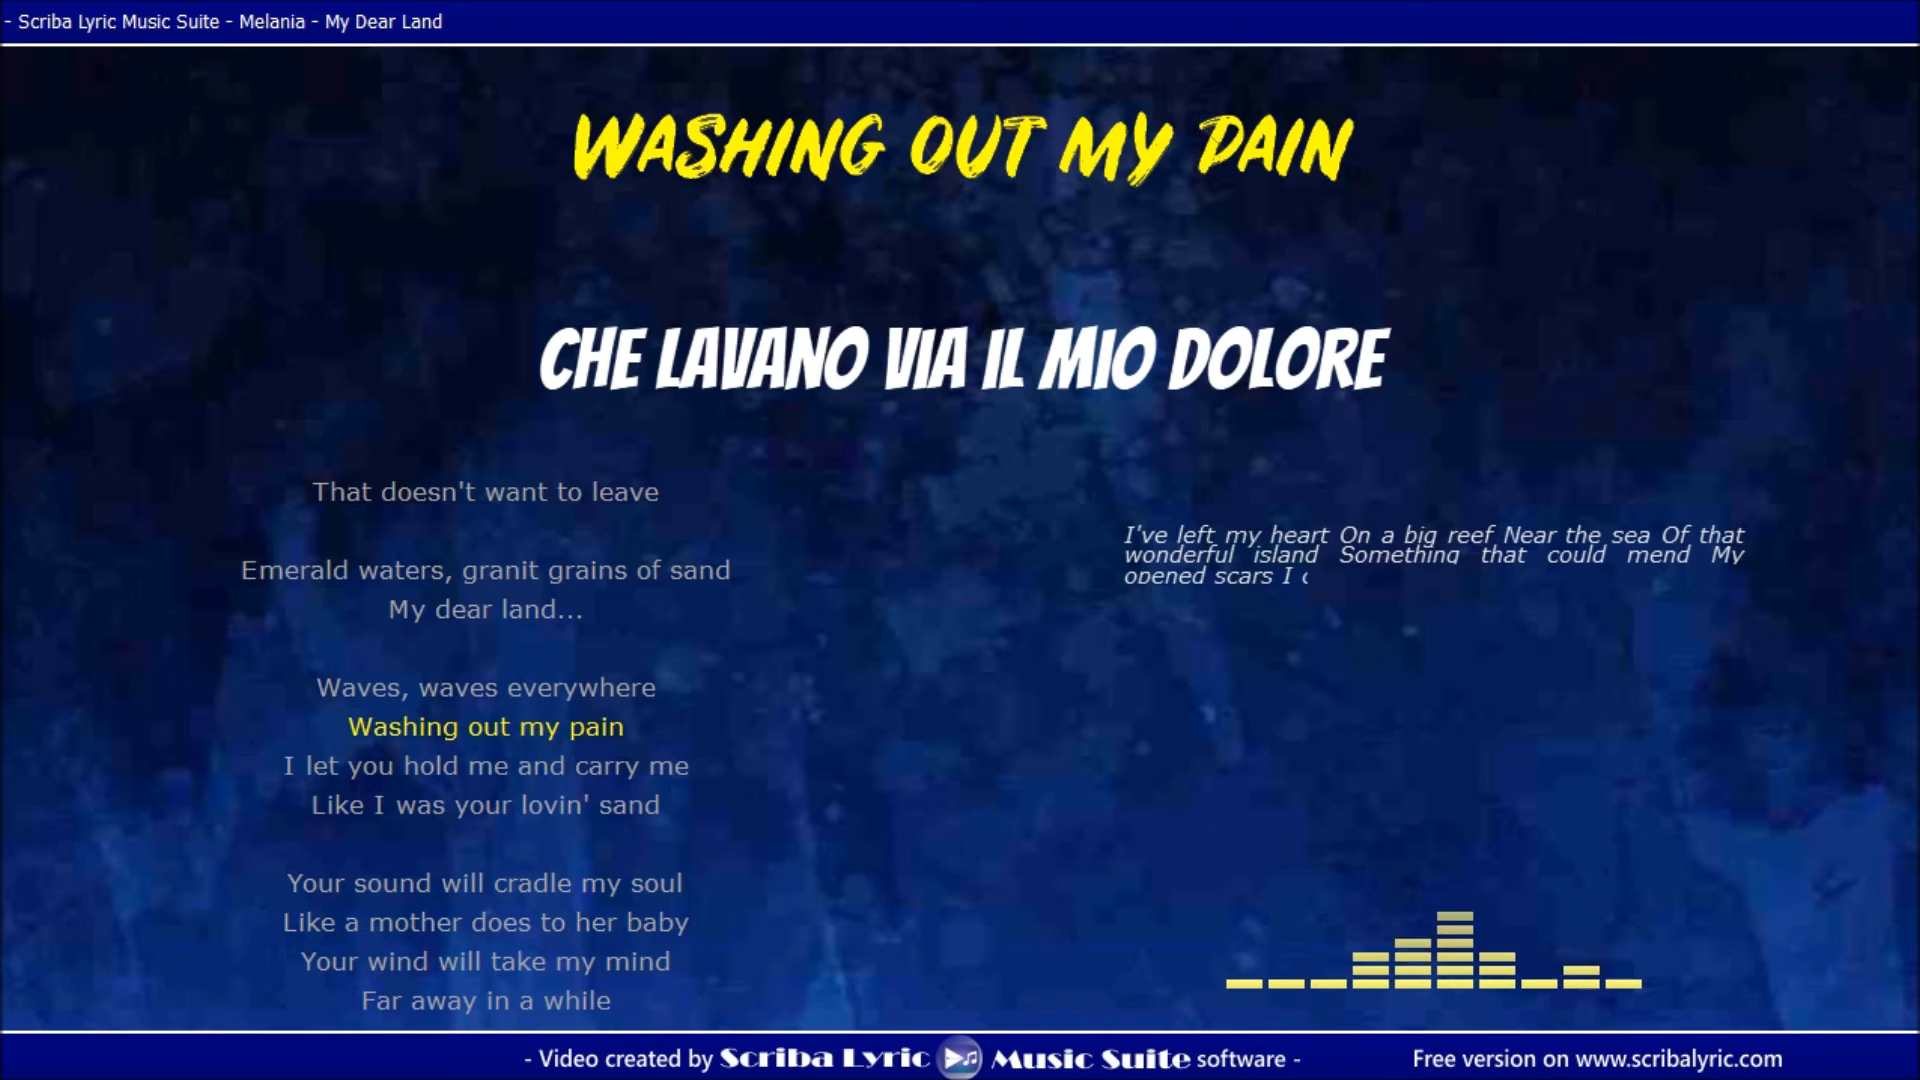 - Scriba Lyric Music Suite - Melania - My Dear Land
WASHING OUT MY PAIN
CHE LAVANO VIA IL MIO DOLORE
That doesn't want to leave
Emerald waters, granit grains of sand
My dear land...
Waves, waves everywhere
Washing out my pain
I let you hold me and carry me
Like I was your lovin' sand
Your sound will cradle my soul
Like a mother does to her baby
Your wind will take my mind
Far away in a while
I've left my heart On a big reef Near the sea Of that
wonderful island Something that could mend My
opened scars I
- Video created by Scriba Lyric Music Suite software -
Free version on www.scribalyric.com